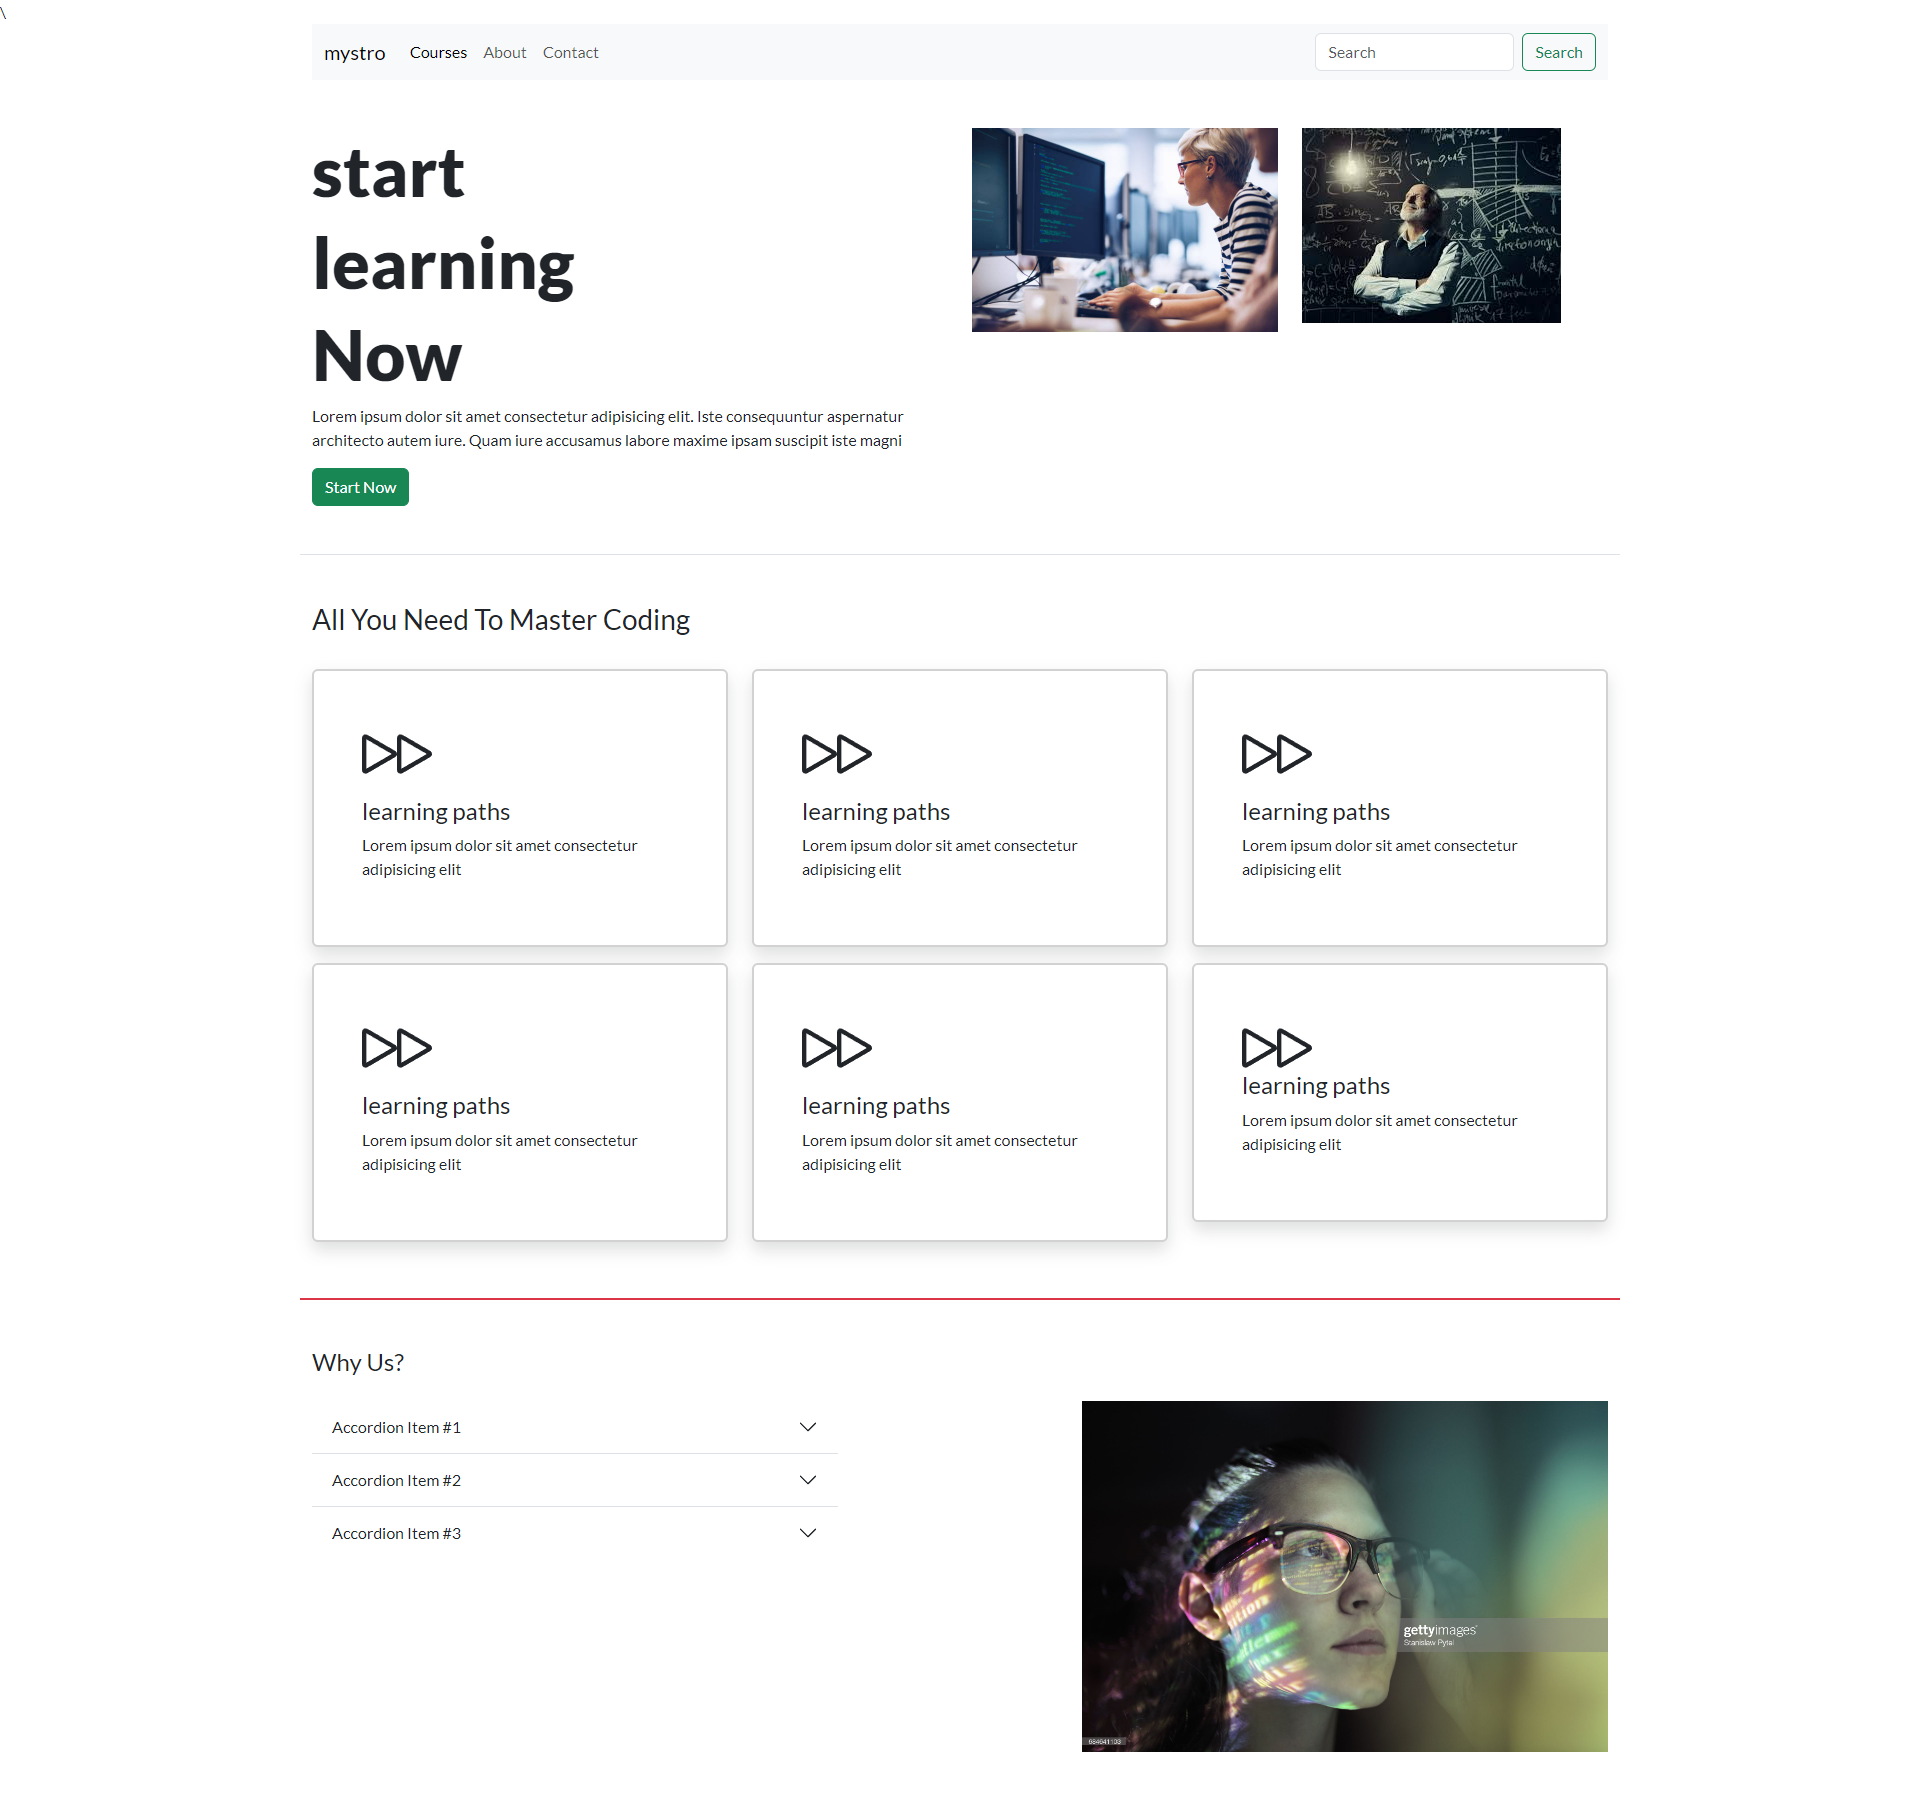 \
mystro Courses About Contact Search Search
start
learning
Now
Lorem ipsum dolor sit amet consectetur adipisicing elit. Iste consequuntur aspernatur
architecto autem iure. Quam iure accusamus labore maxime ipsam suscipit iste magni
Start Now
All You Need To Master Coding
learning paths
Lorem ipsum dolor sit amet consectetur
adipisicing elit
learning paths
Lorem ipsum dolor sit amet consectetur
adipisicing elit
learning paths
Lorem ipsum dolor sit amet consectetur
adipisicing elit
learning paths
Lorem ipsum dolor sit amet consectetur
adipisicing elit
learning paths
Lorem ipsum dolor sit amet consectetur
adipisicing elit
learning paths
Lorem ipsum dolor sit amet consectetur
adipisicing elit
Why Us?
Accordion Item #1
Accordion Item #2
Accordion Item #3
gettyimages
Stanislaw Pytel